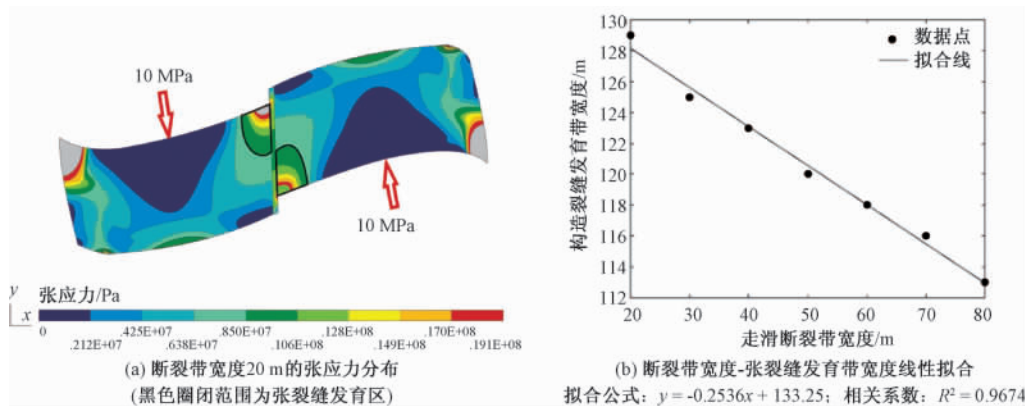 10 MPa
10 MPa
y
x
张应力/Pa
0 .425E+07 .850E+07 .128E+08 .170E+08
.212E+07 .638E+07 .106E+08 .149E+08 .191E+08
(a) 断裂带宽度20 m的张应力分布
(黑色圈闭范围为张裂缝发育区)
构造裂缝发育带宽度/m
130
128
126
124
122
120
118
116
114
112
数据点
拟合线
20 30 40 50 60 70 80
走滑断裂带宽度/m
(b) 断裂带宽度-张裂缝发育带宽度线性拟合
拟合公式：y = -0.2536x + 133.25；相关系数：R² = 0.9674